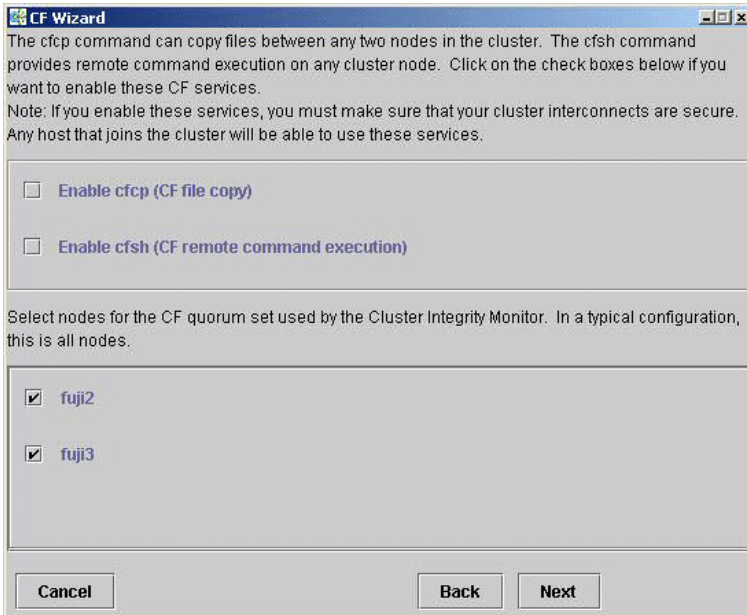 CF Wizard
The cfcp command can copy files between any two nodes in the cluster. The cfsh command
provides remote command execution on any cluster node. Click on the check boxes below if you
want to enable these CF services.
Note: If you enable these services, you must make sure that your cluster interconnects are secure.
Any host that joins the cluster will be able to use these services.
Enable cfcp (CF file copy)
Enable cfsh (CF remote command execution)
Select nodes for the CF quorum set used by the Cluster Integrity Monitor. In a typical configuration,
this is all nodes.
fuji2
fuji3
Cancel Back Next